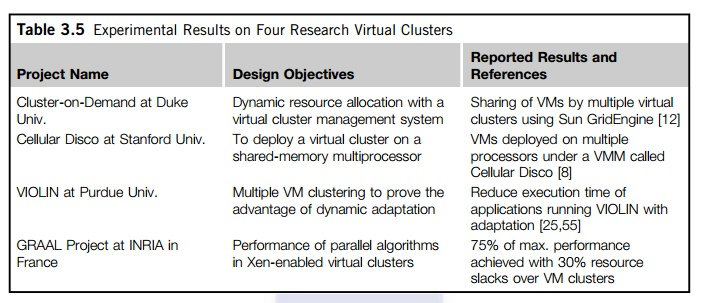 Table 3.5 Experimental Results on Four Research Virtual Clusters
Project Name
Design Objectives
Reported Results and
References
Cluster-on-Demand at Duke
Univ.
Dynamic resource allocation with a
virtual cluster management system
Sharing of VMs by multiple virtual
clusters using Sun GridEngine [12]
Cellular Disco at Stanford Univ.
To deploy a virtual cluster on a
shared-memory multiprocessor
VMs deployed on multiple
processors under a VMM called
Cellular Disco [8]
VIOLIN at Purdue Univ.
Multiple VM clustering to prove the
advantage of dynamic adaptation
Reduce execution time of
applications running VIOLIN with
adaptation [25,55]
GRAAL Project at INRIA in
France
Performance of parallel algorithms
in Xen-enabled virtual clusters
75% of max. performance
achieved with 30% resource
slacks over VM clusters